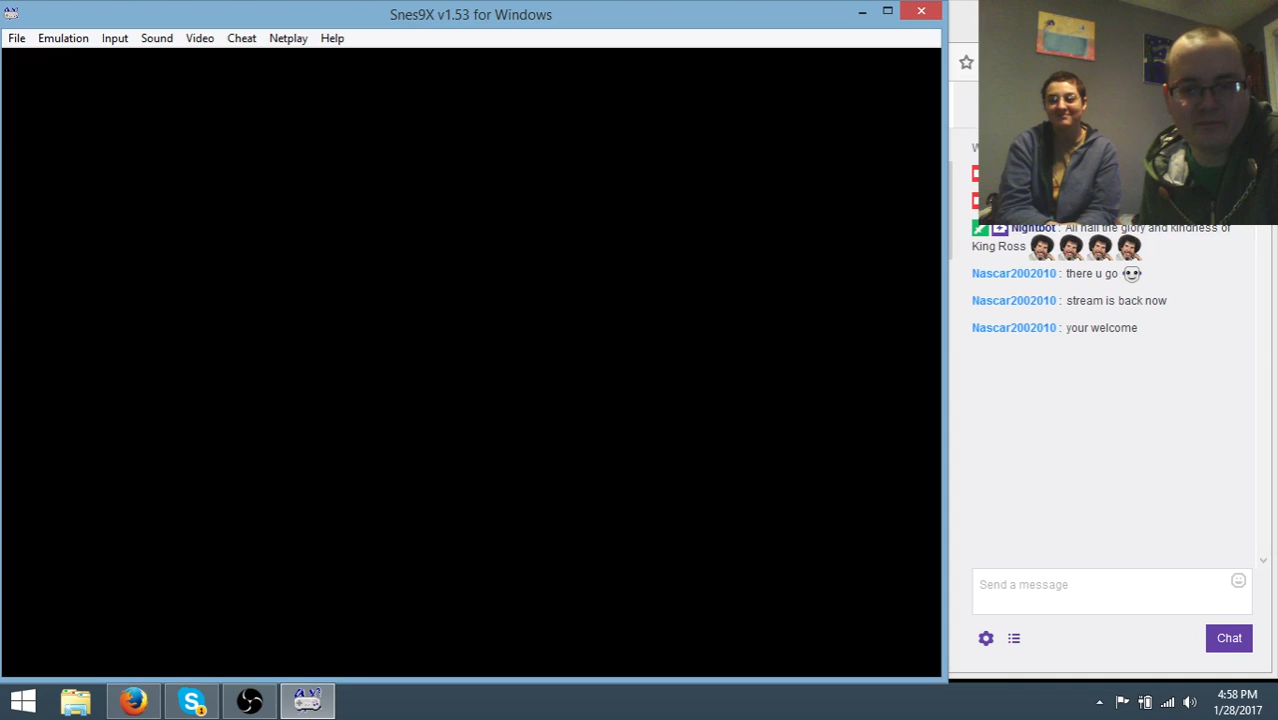 Snes9X v1.53 for Windows
File Emulation Input Sound Video Cheat Netplay Help
Nightbot : All hail the glory and kindness of
King Ross
Nascar2002010 : there u go
Nascar2002010 : stream is back now
Nascar2002010 : your welcome
Send a message
Chat
4:58 PM
1/28/2017